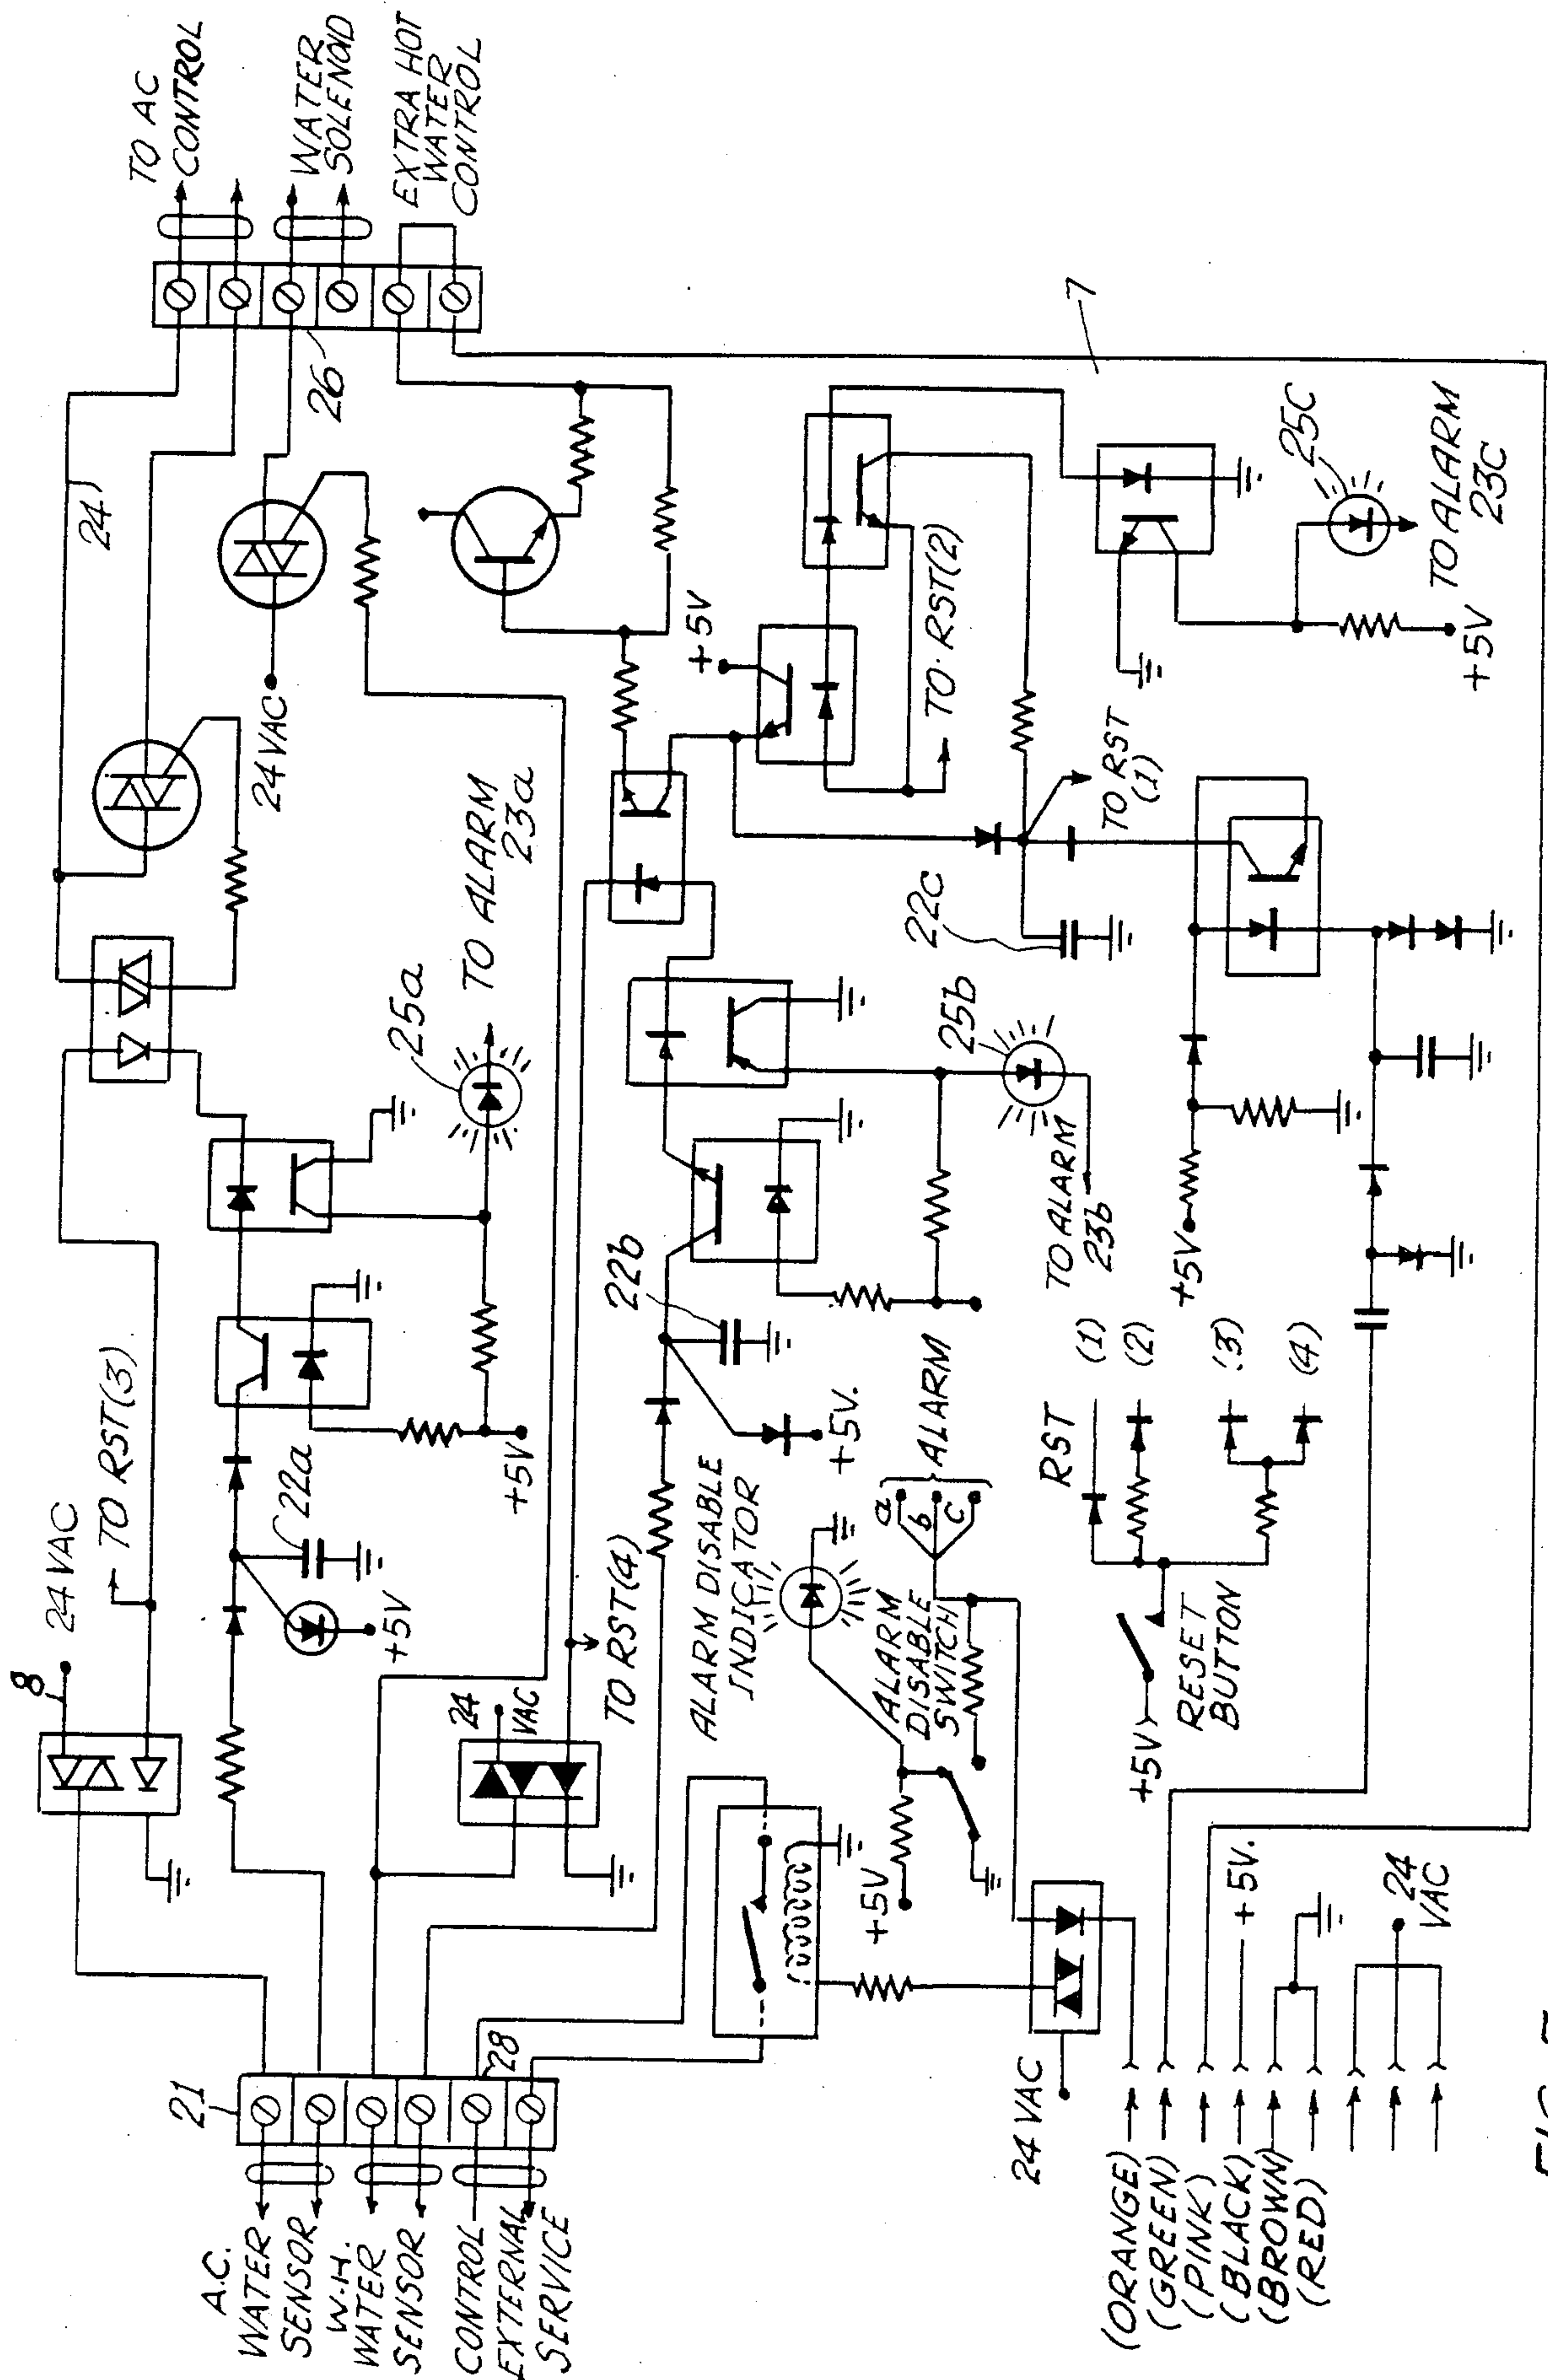 TO AC
CONTROL
WATER
SOLENOID
EXTRA HOT
WATER
CONTROL
24
26
24 VAC
8
24 VAC
TO RST(3)
22a
+5V
+5V
25a
TO ALARM
23a
21
A.C.
WATER
SENSOR
W.H.
WATER
SENSOR
CONTROL
EXTERNAL
SERVICE
28
24
VAC
TO RST(4)
22b
+5V.
25b
TO ALARM
23b
+5V
TO RST(2)
22c
TO RST
(1)
7
25C
TO ALARM
23C
+5V
ALARM DISABLE
INDICATOR
ALARM
DISABLE
SWITCH
a
b
c
ALARM
+5V
24 VAC
RST
(1)
(2)
(3)
(4)
+5V
RESET
BUTTON
+5V
(ORANGE)
(GREEN)
(PINK)
(BLACK)
(BROWN)
(RED)
+5V.
24
VAC